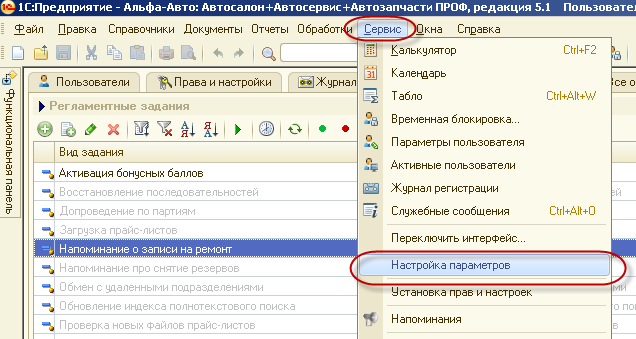 1С:Предприятие - Альфа-Авто: Автосалон+Автосервис+Автозапчасти ПРОФ, редакция 5.1 Пользовател
Файл Правка Справочники Документы Отчеты Обработки Сервис Окна Справка
Калькулятор Ctrl+F2
Календарь
Табло Ctrl+Alt+W
Временная блокировка...
Параметры пользователя
Активные пользователи
Журнал регистрации
Служебные сообщения Ctrl+Alt+O
Переключить интерфейс...
Настройка параметров
Установка прав и настроек
Напоминания
Функциональная панель
Пользователи Права и настройки Журнал
Все о
Регламентные задания
Вид задания
Активация бонусных баллов
Восстановление последовательностей
Допроведение по партиям
Загрузка прайс-листов
Напоминание о записи на ремонт
Напоминание про снятие резервов
Обмен с удаленными подразделениями
Обновление индекса полнотекстового поиска
Проверка новых файлов прайс-листов